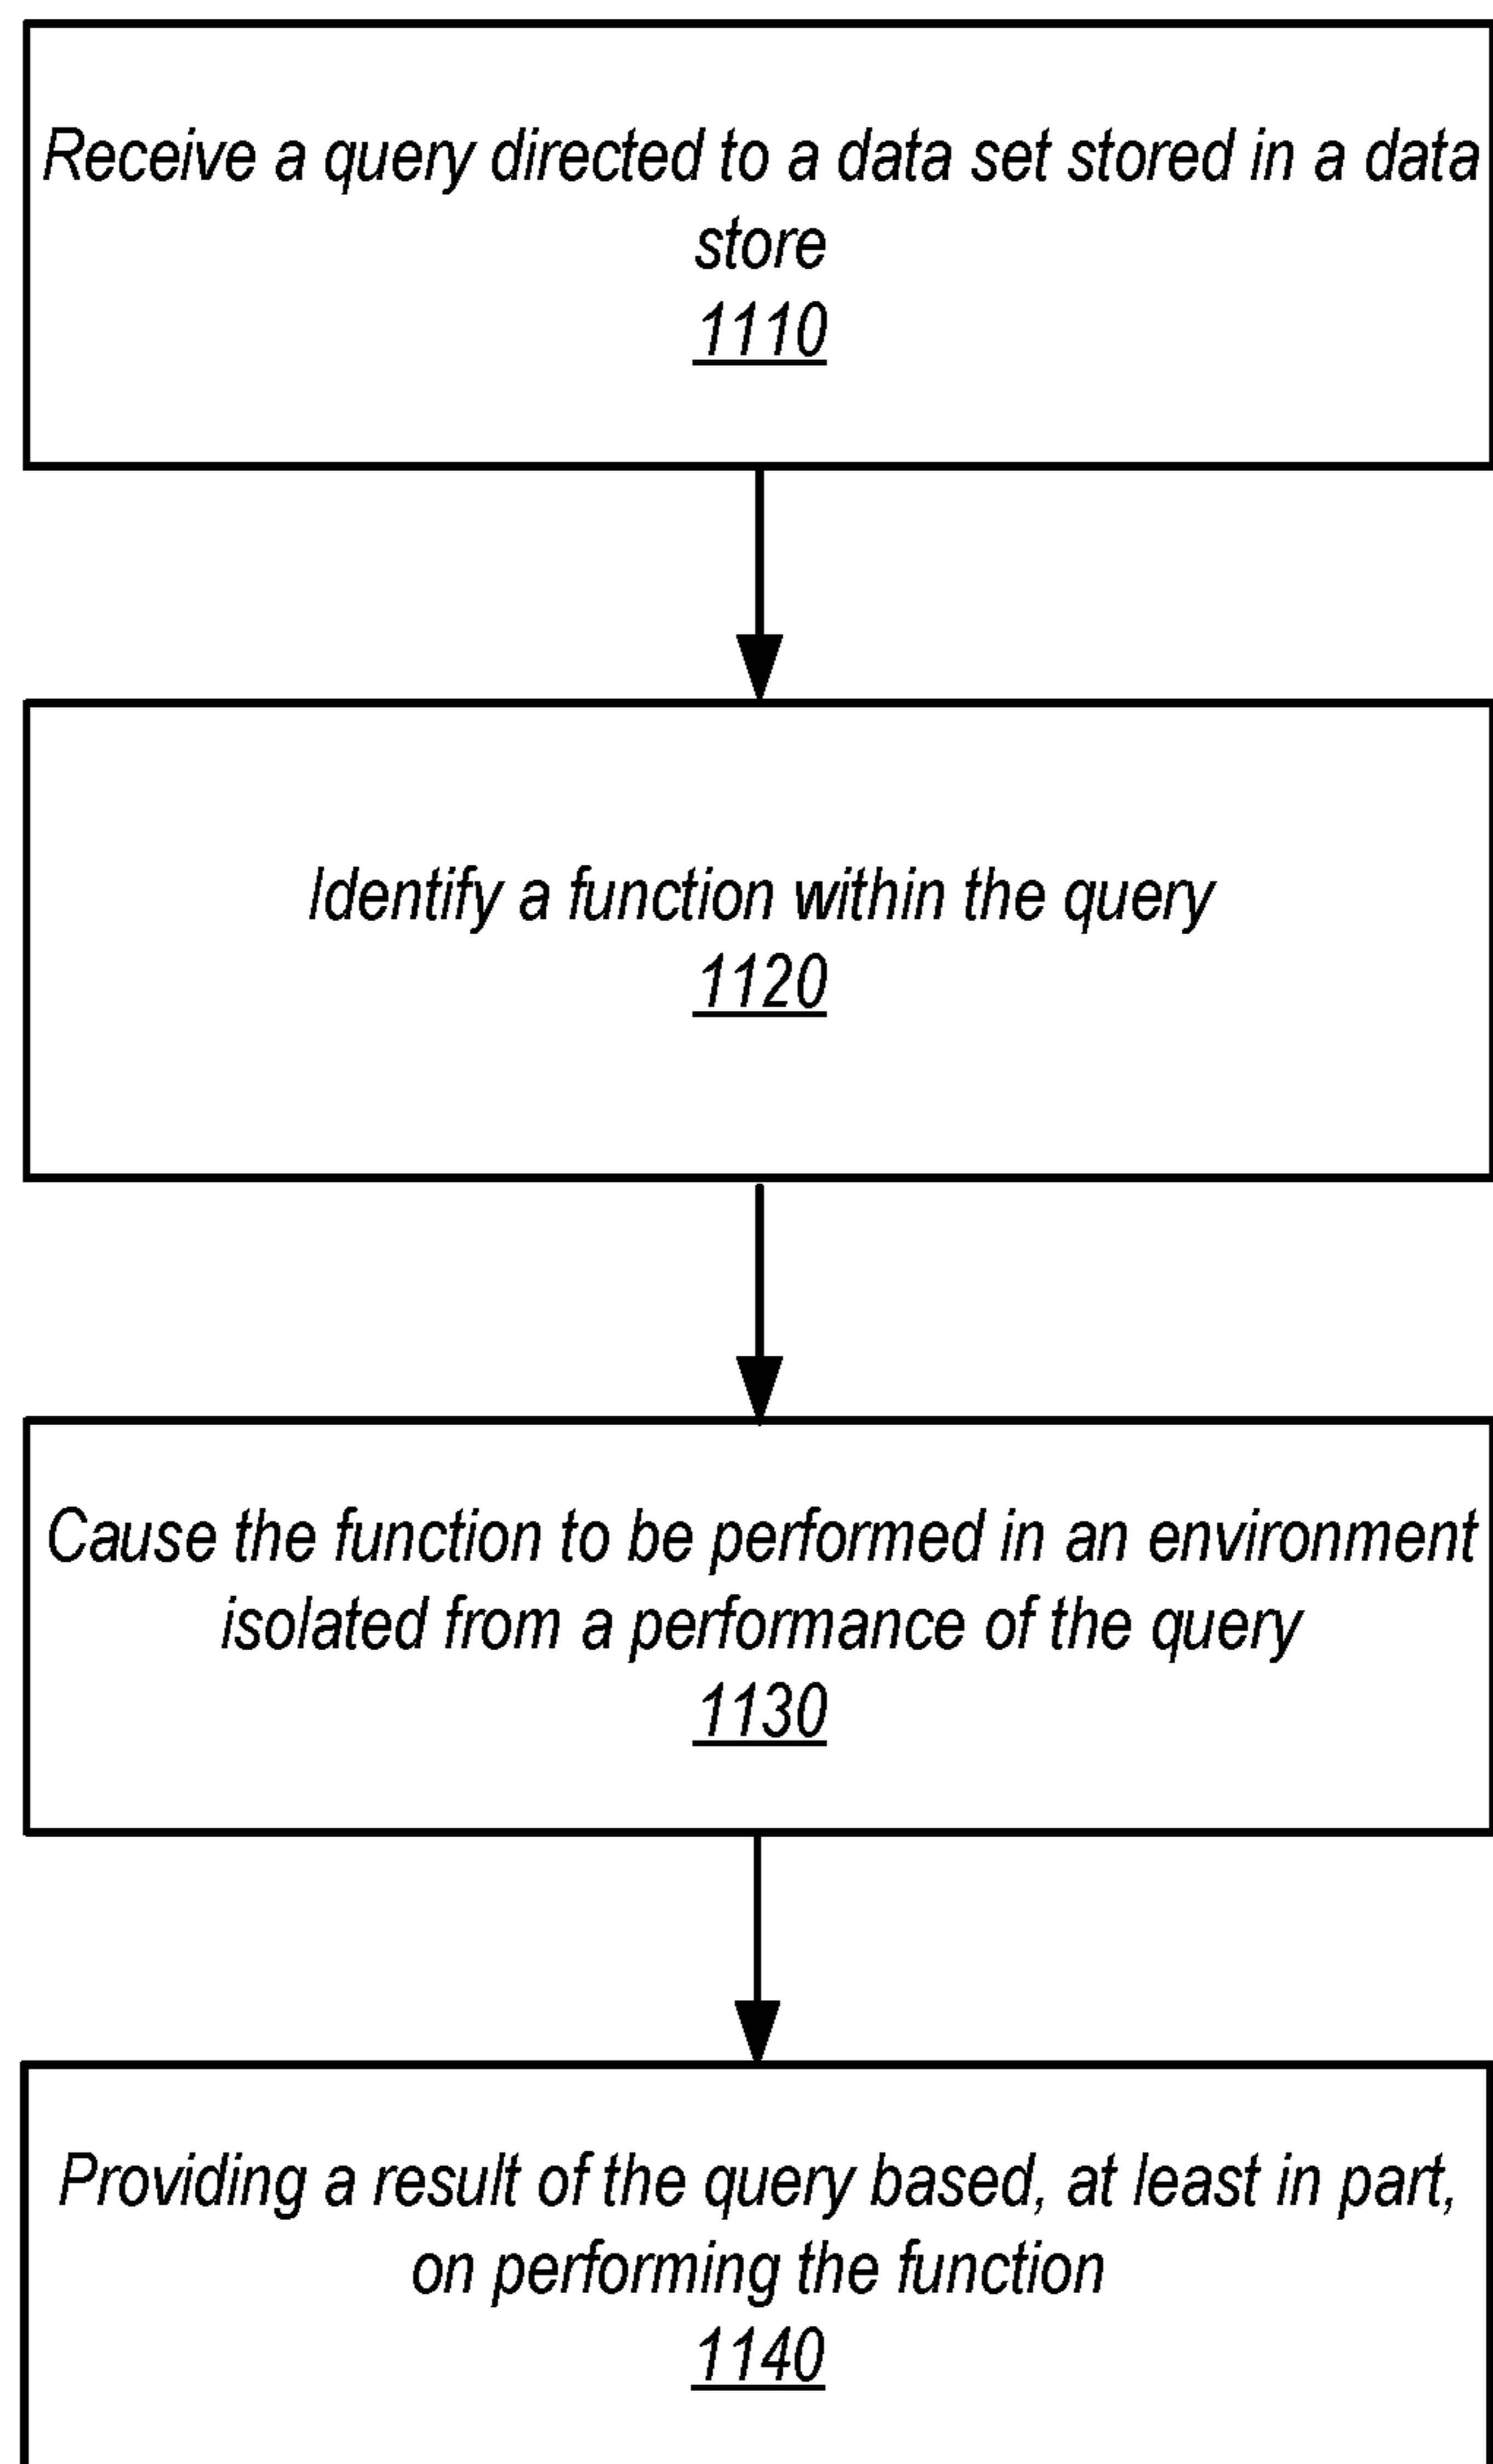 Receive a query directed to a data set stored in a data
store
1110
Identify a function within the query
1120
Cause the function to be performed in an environment
isolated from a performance of the query
1130
Providing a result of the query based, at least in part,
on performing the function
1140